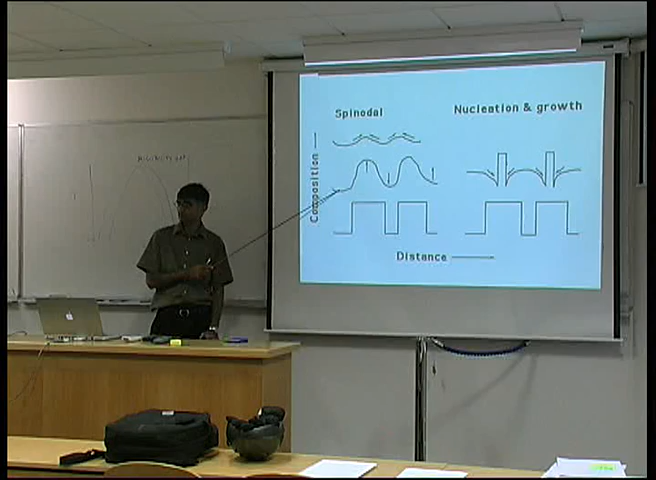 Spinodal
Nucleation & growth
Composition
Distance